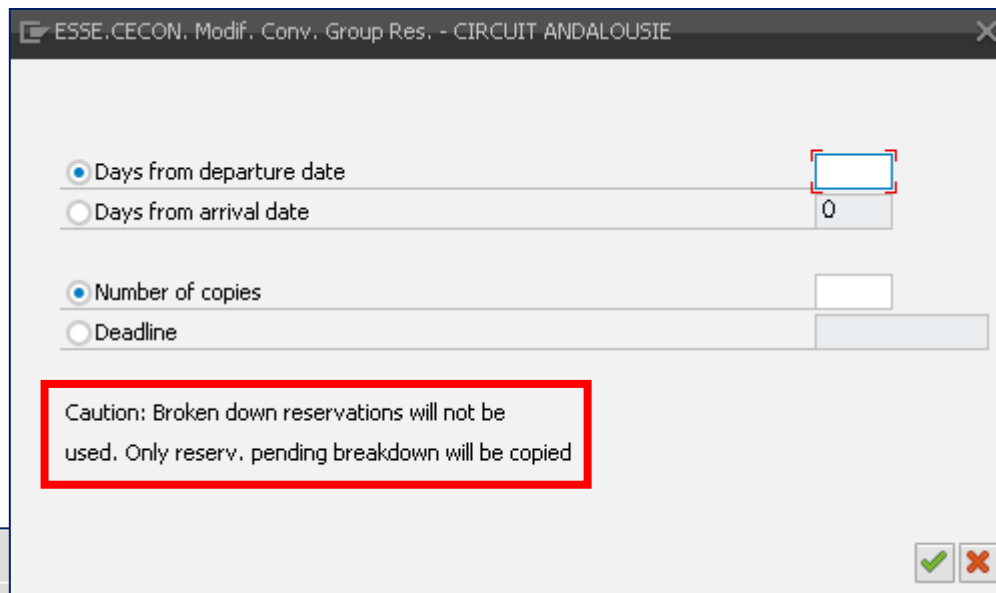 ESSE.CECON. Modif. Conv. Group Res. - CIRCUIT ANDALOUSIE
Days from departure date
Days from arrival date 0
Number of copies
Deadline
Caution: Broken down reservations will not be
used. Only reserv. pending breakdown will be copied